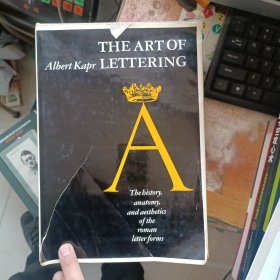 THE ART OF
Albert Kapr LETTERING
A
The history,
anatomy,
and aesthetics
of the
roman
letter forms